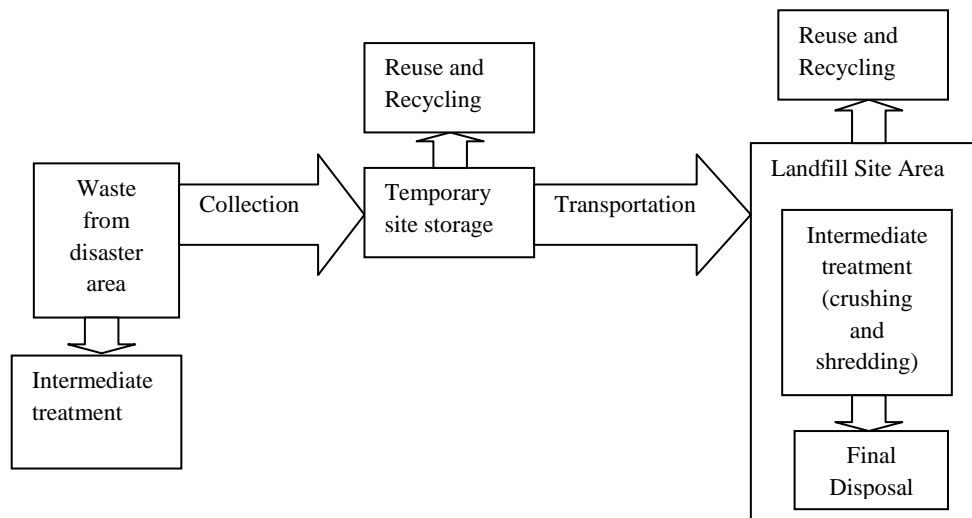 Reuse and
Recycling
Reuse and
Recycling
Waste
from
disaster
area
Collection
Temporary
site storage
Transportation
Landfill Site Area
Intermediate
treatment
(crushing
and
shredding)
Intermediate
treatment
Final
Disposal